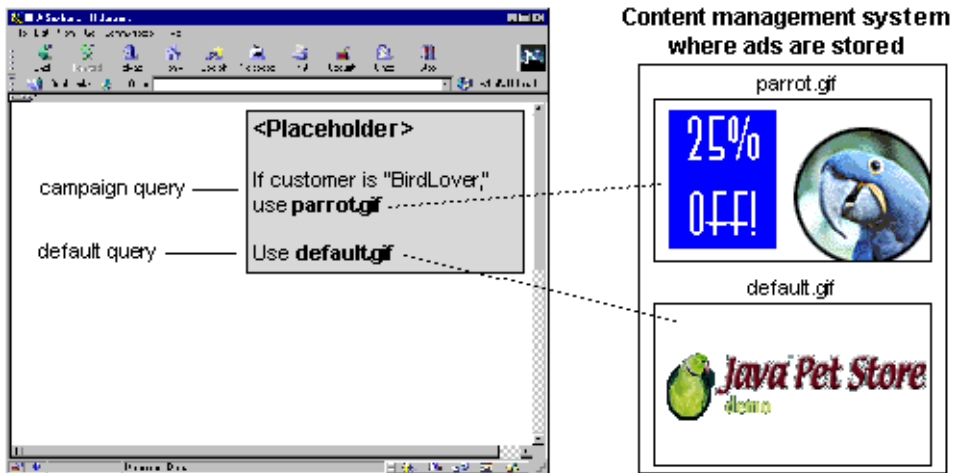 Content management system
where ads are stored
<Placeholder>
If customer is "BirdLover,"
use parrot.gif
Use default.gif
campaign query
default query
parrot.gif
25%
OFF!
default.gif
Java Pet Store
demo